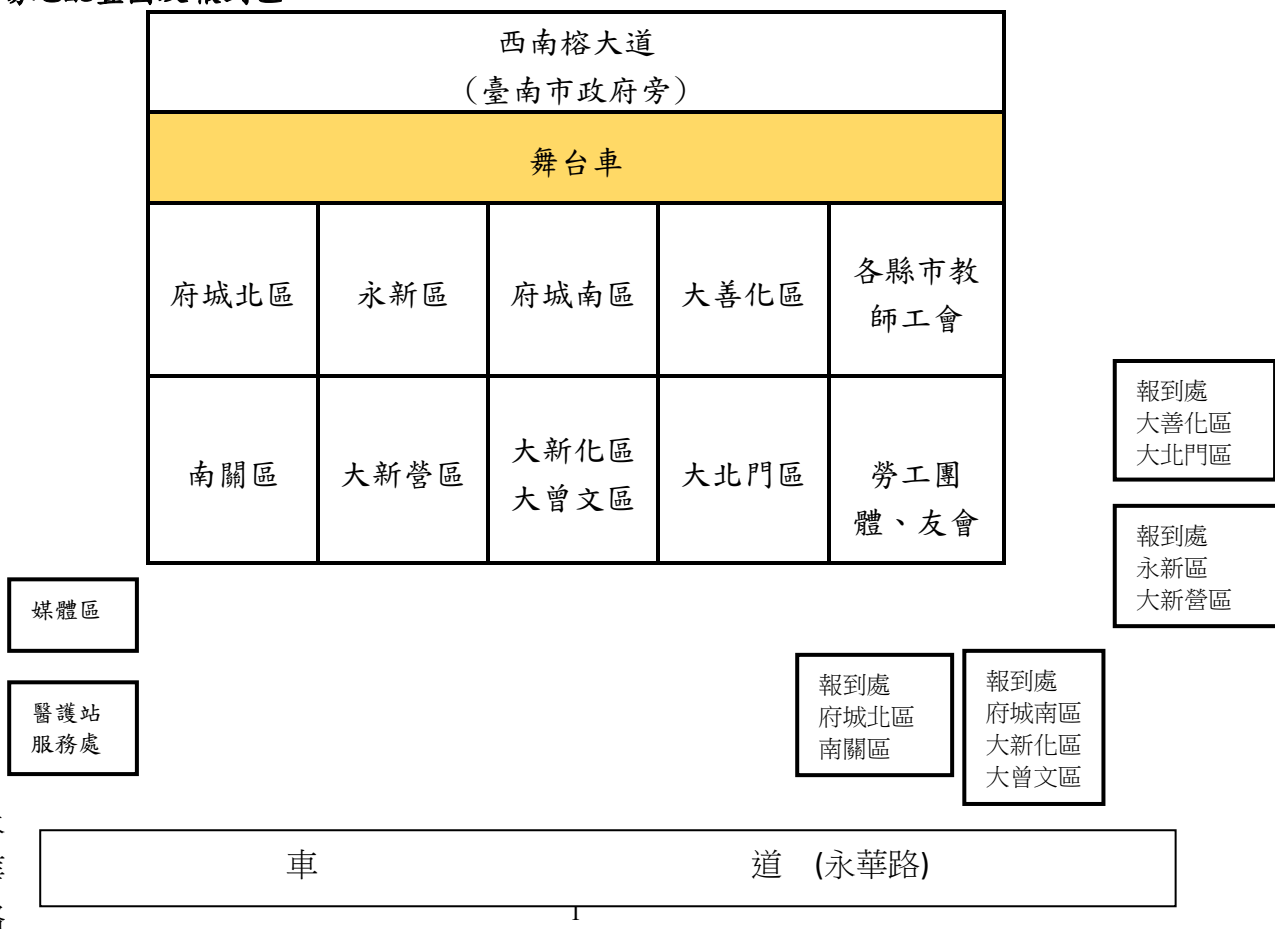 西南榕大道
（臺南市政府旁）
舞台車
府城北區
永新區
府城南區
大善化區
各縣市教
師工會
南關區
大新營區
大新化區
大曾文區
大北門區
勞工團
體、友會
報到處
大善化區
大北門區
報到處
永新區
大新營區
媒體區
醫護站
服務處
報到處
府城北區
南關區
報到處
府城南區
大新化區
大曾文區
車 道 (永華路)
1